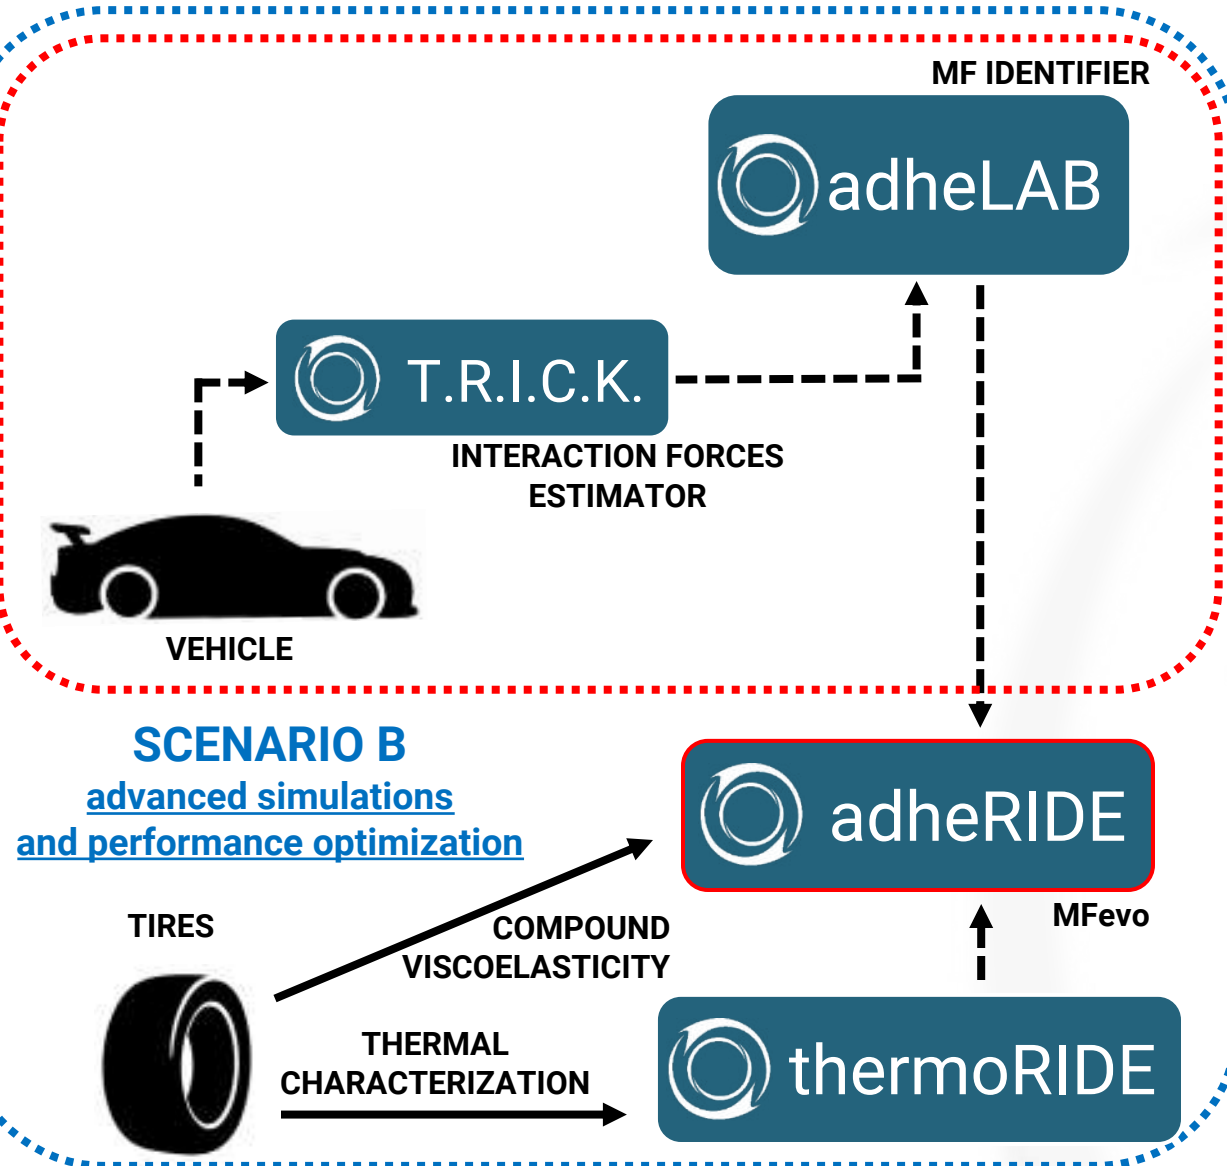 MF IDENTIFIER
adheLAB
T.R.I.C.K.
INTERACTION FORCES
ESTIMATOR
VEHICLE
SCENARIO B
advanced simulations
and performance optimization
adheRIDE
MFevo
TIRES
COMPOUND
VISCOELASTICITY
THERMAL
CHARACTERIZATION
thermoRIDE